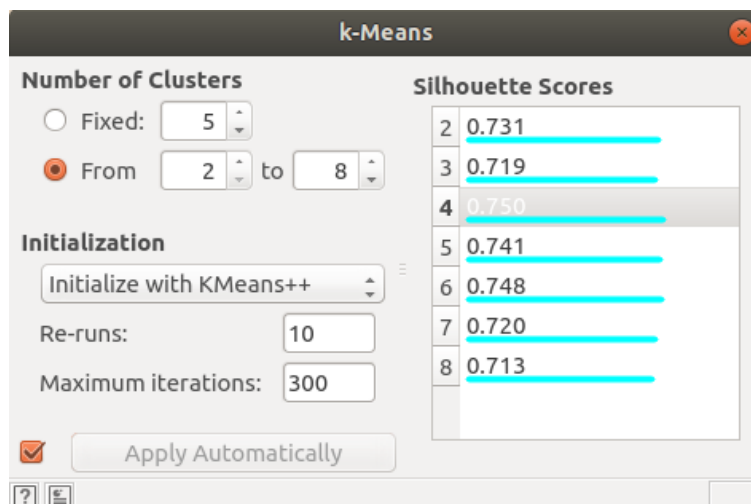 k-Means
Number of Clusters
Fixed: 5
From 2 to 8
Initialization
Initialize with KMeans++
Re-runs: 10
Maximum iterations: 300
Apply Automatically
?
Silhouette Scores
2 0.731
3 0.719
4 0.750
5 0.741
6 0.748
7 0.720
8 0.713